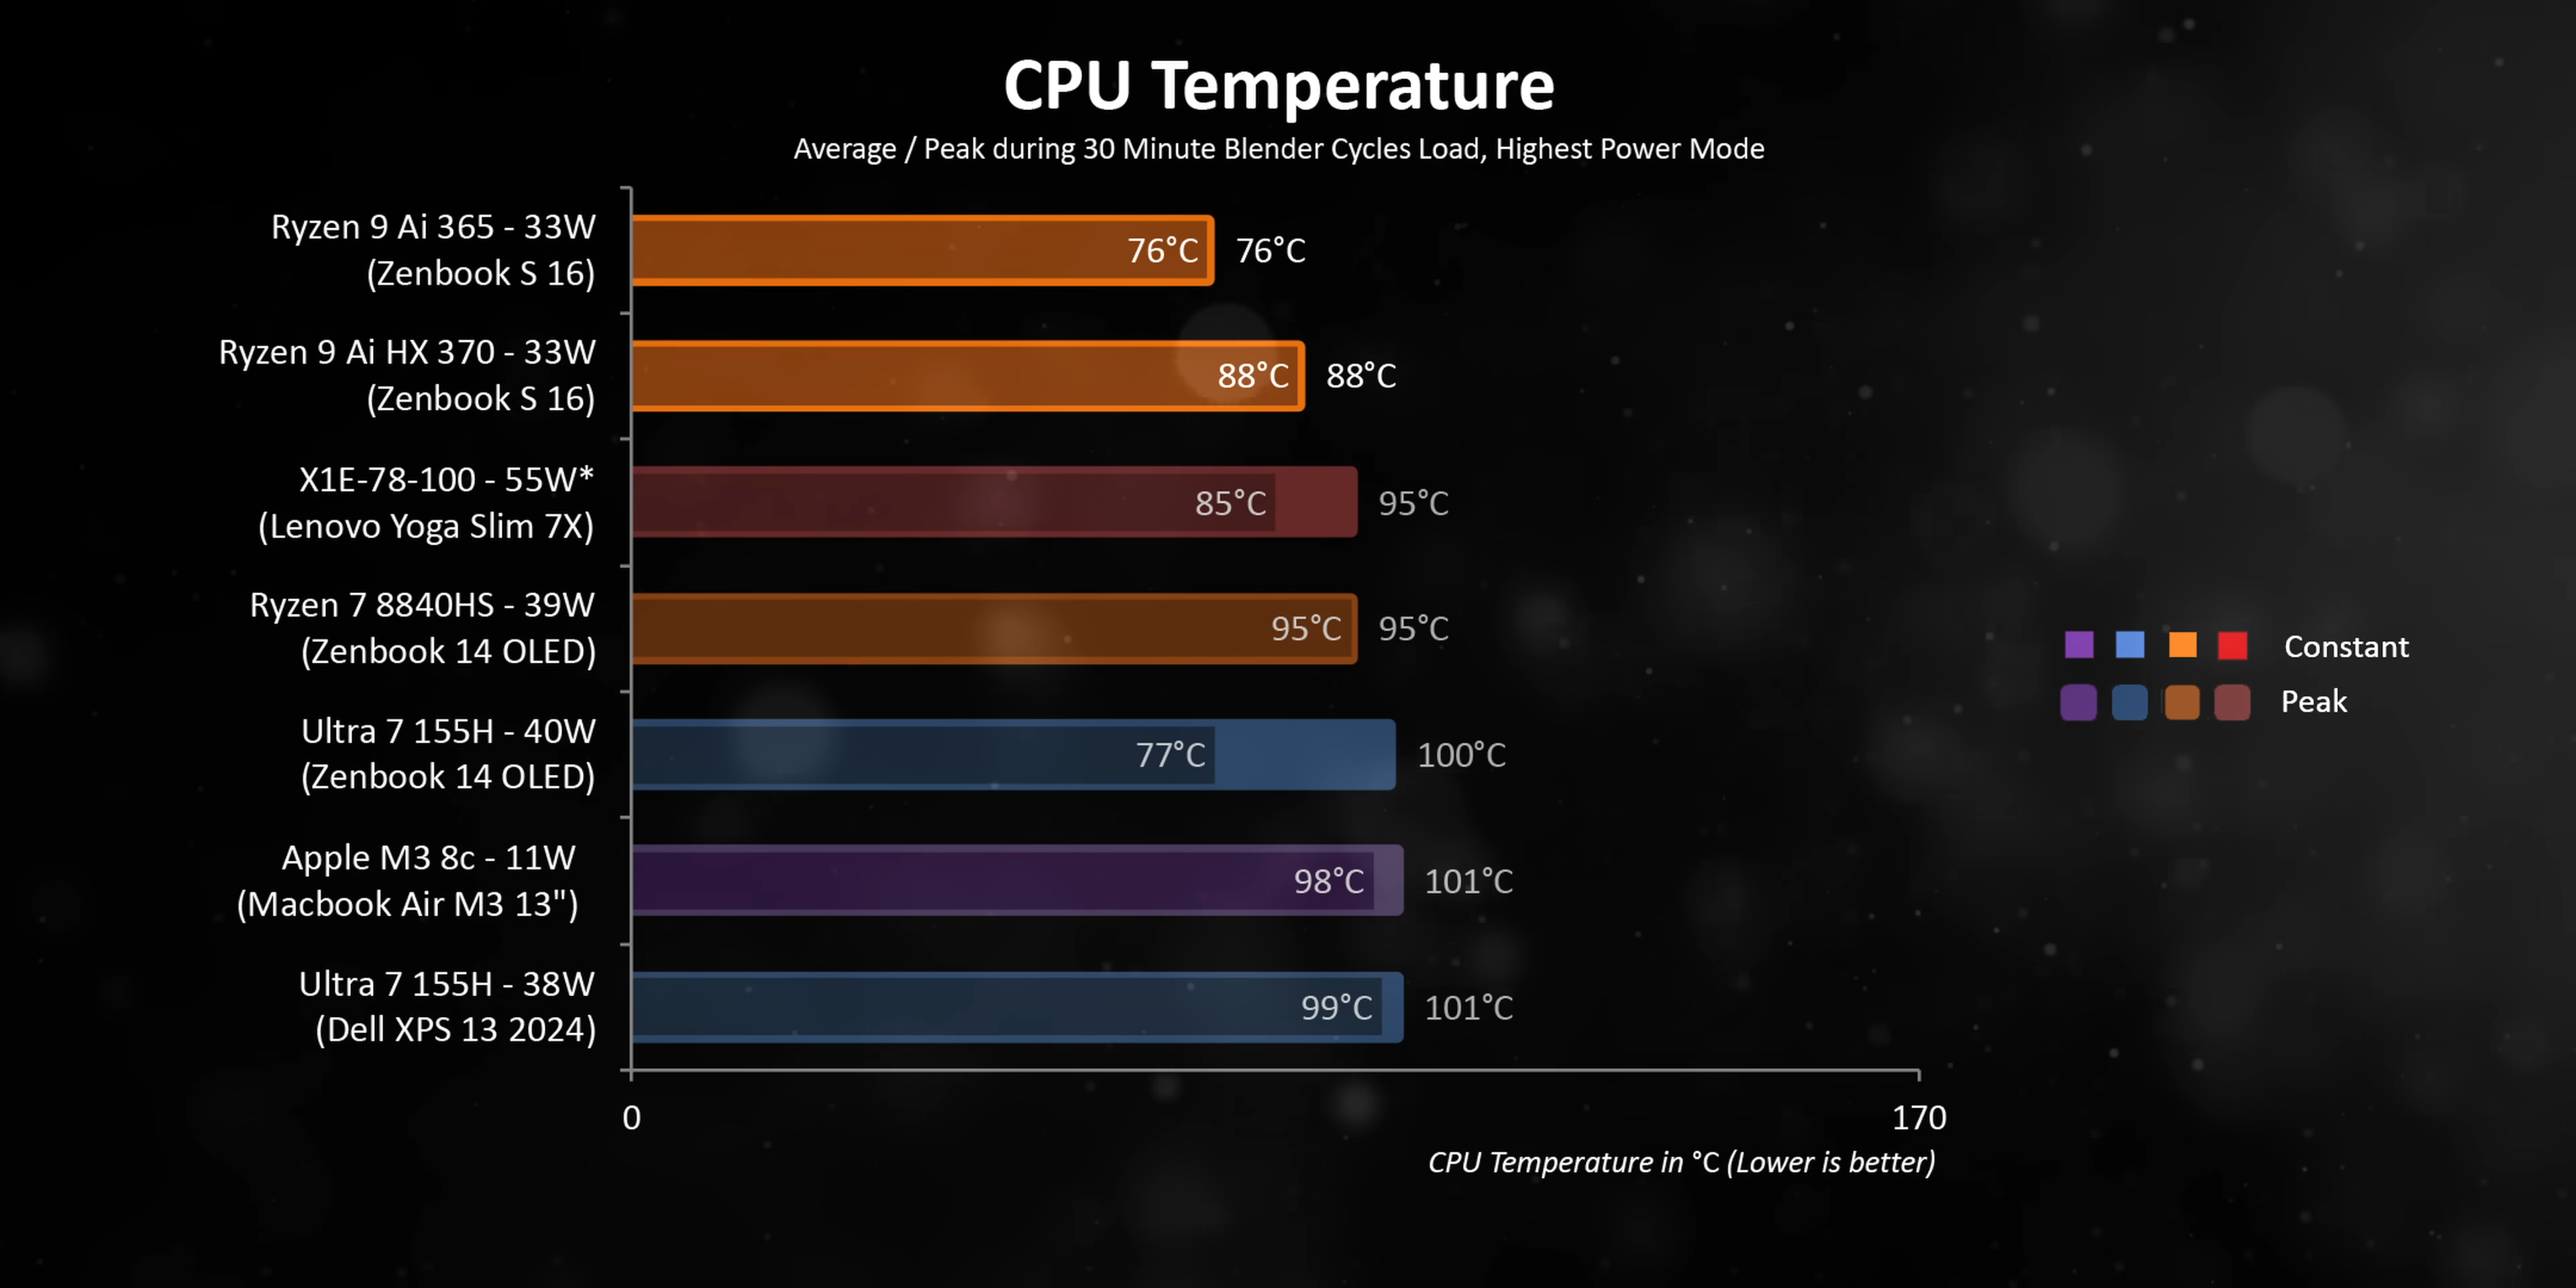 CPU Temperature
Average / Peak during 30 Minute Blender Cycles Load, Highest Power Mode
Ryzen 9 Ai 365 - 33W
(Zenbook S 16)
76°C
76°C
Ryzen 9 Ai HX 370 - 33W
(Zenbook S 16)
88°C
88°C
X1E-78-100 - 55W*
(Lenovo Yoga Slim 7X)
85°C
95°C
Ryzen 7 8840HS - 39W
(Zenbook 14 OLED)
95°C
95°C
Ultra 7 155H - 40W
(Zenbook 14 OLED)
77°C
100°C
Apple M3 8c - 11W
(Macbook Air M3 13")
98°C
101°C
Ultra 7 155H - 38W
(Dell XPS 13 2024)
99°C
101°C
Constant
Peak
0
170
CPU Temperature in °C (Lower is better)